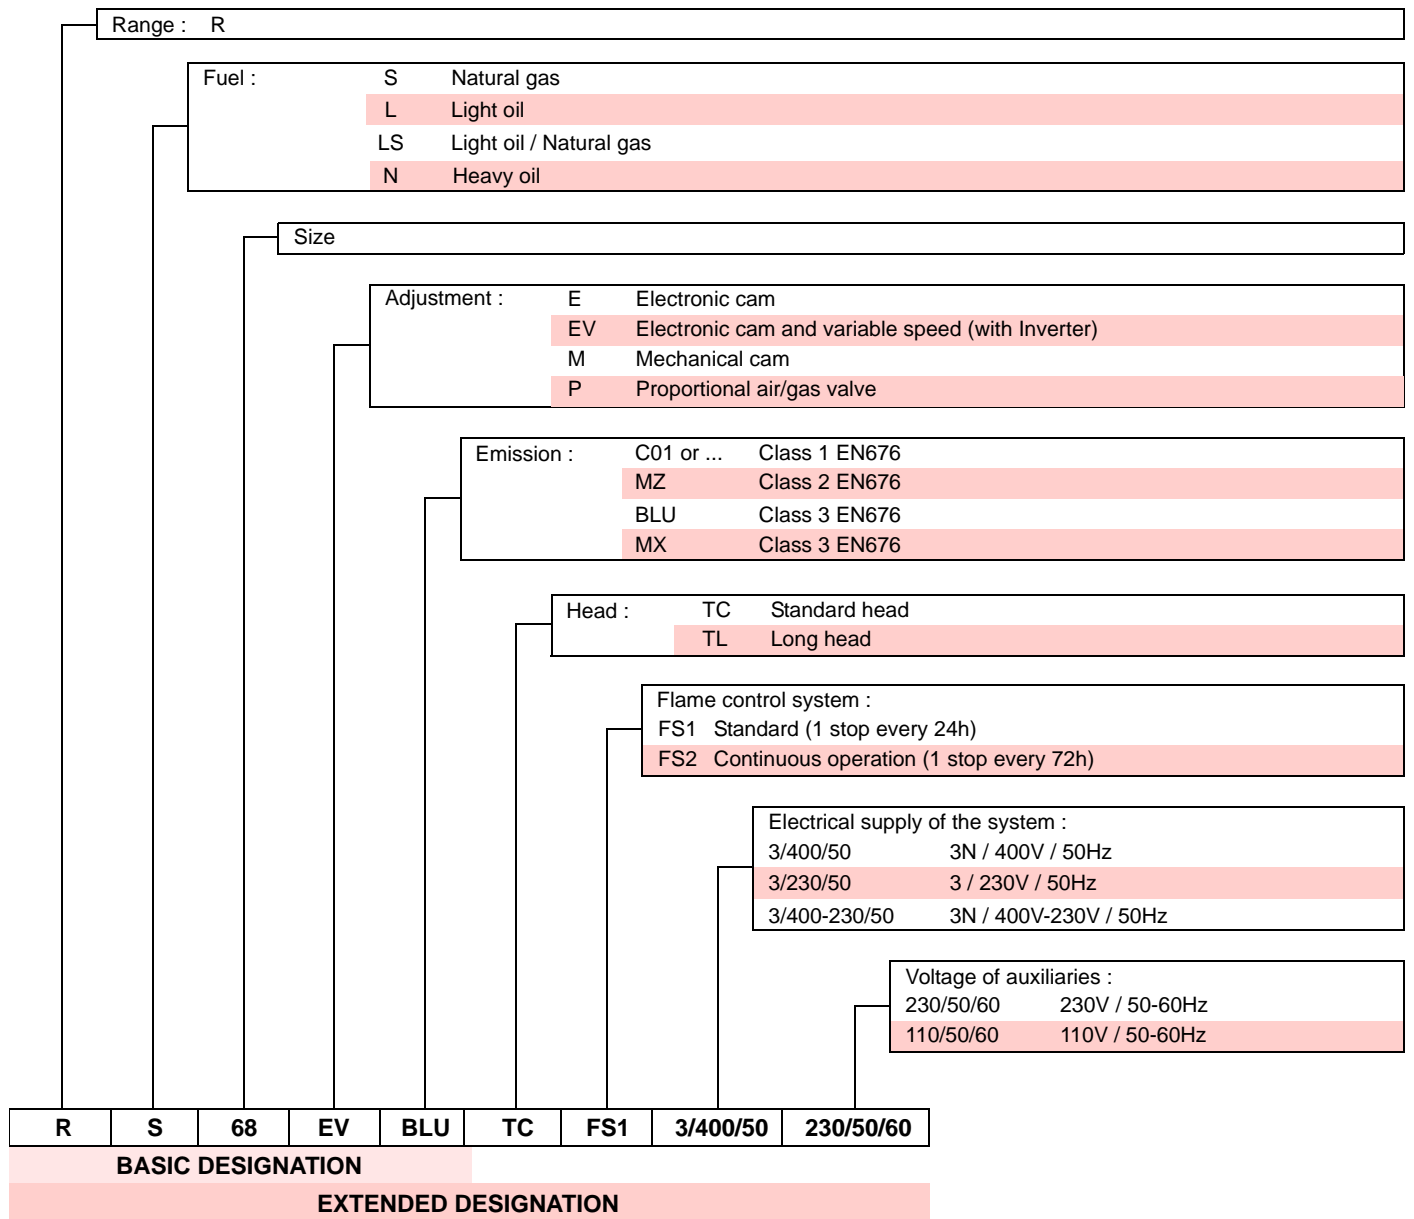 Range : R
Fuel : S Natural gas
L Light oil
LS Light oil / Natural gas
N Heavy oil
Size
Adjustment : E Electronic cam
EV Electronic cam and variable speed (with Inverter)
M Mechanical cam
P Proportional air/gas valve
Emission : C01 or ... Class 1 EN676
MZ Class 2 EN676
BLU Class 3 EN676
MX Class 3 EN676
Head : TC Standard head
TL Long head
Flame control system :
FS1 Standard (1 stop every 24h)
FS2 Continuous operation (1 stop every 72h)
Electrical supply of the system :
3/400/50 3N / 400V / 50Hz
3/230/50 3 / 230V / 50Hz
3/400-230/50 3N / 400V-230V / 50Hz
Voltage of auxiliaries :
230/50/60 230V / 50-60Hz
110/50/60 110V / 50-60Hz
R S 68 EV BLU TC FS1 3/400/50 230/50/60
BASIC DESIGNATION
EXTENDED DESIGNATION